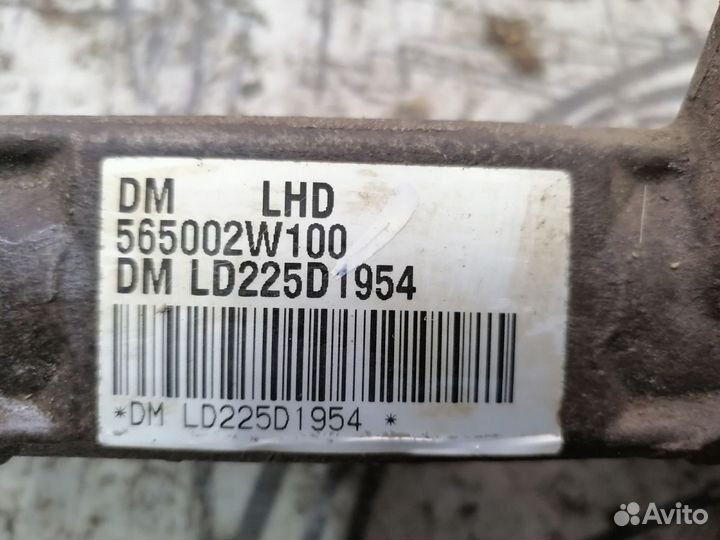 DM LHD
565002W100
DM LD225D1954
*DM LD225D1954 *
Avito